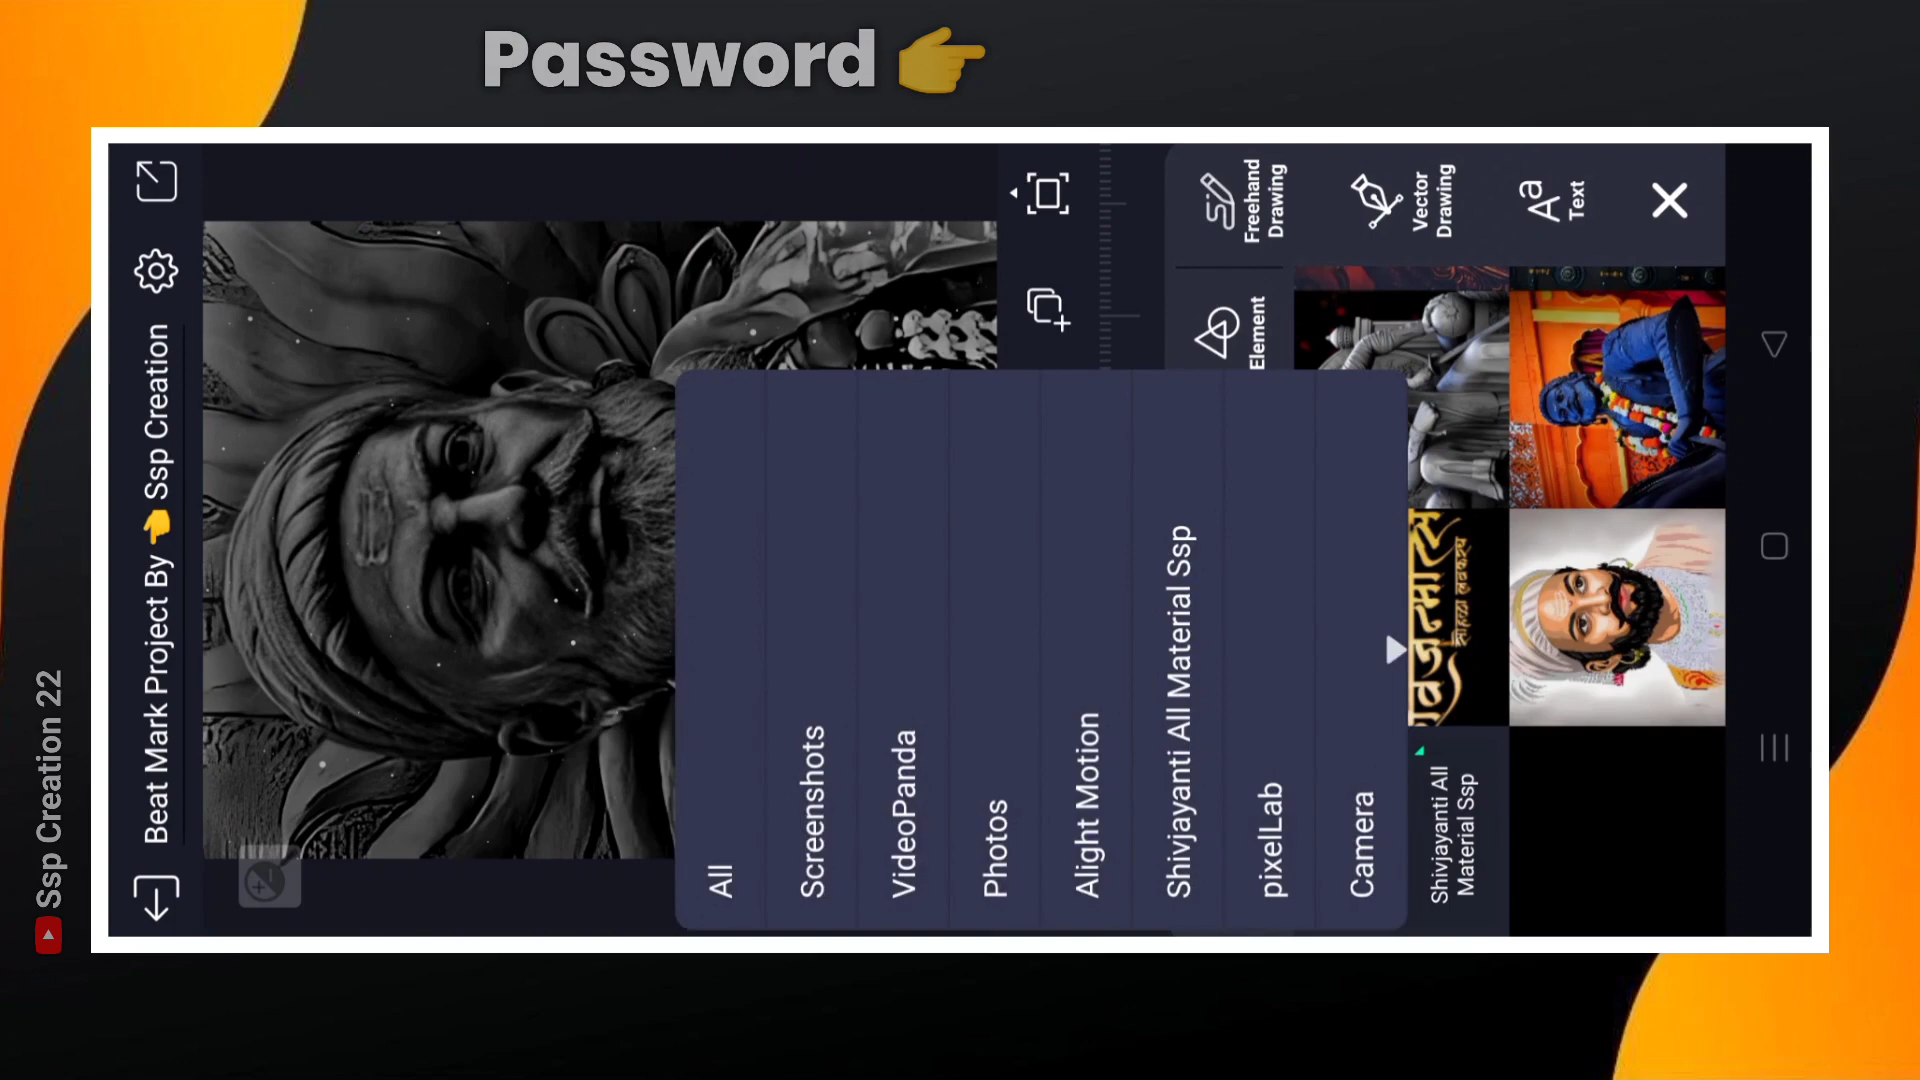 Password 👉
Ssp Creation 22
Beat Mark Project By 👈 Ssp Creation
All
Screenshots
VideoPanda
Photos
Alight Motion
Shivjayanti All Material Ssp
pixelLab
Camera
Freehand
Drawing
Vector
Drawing
Aa
Text
Element
Shivjayanti All
Material Ssp